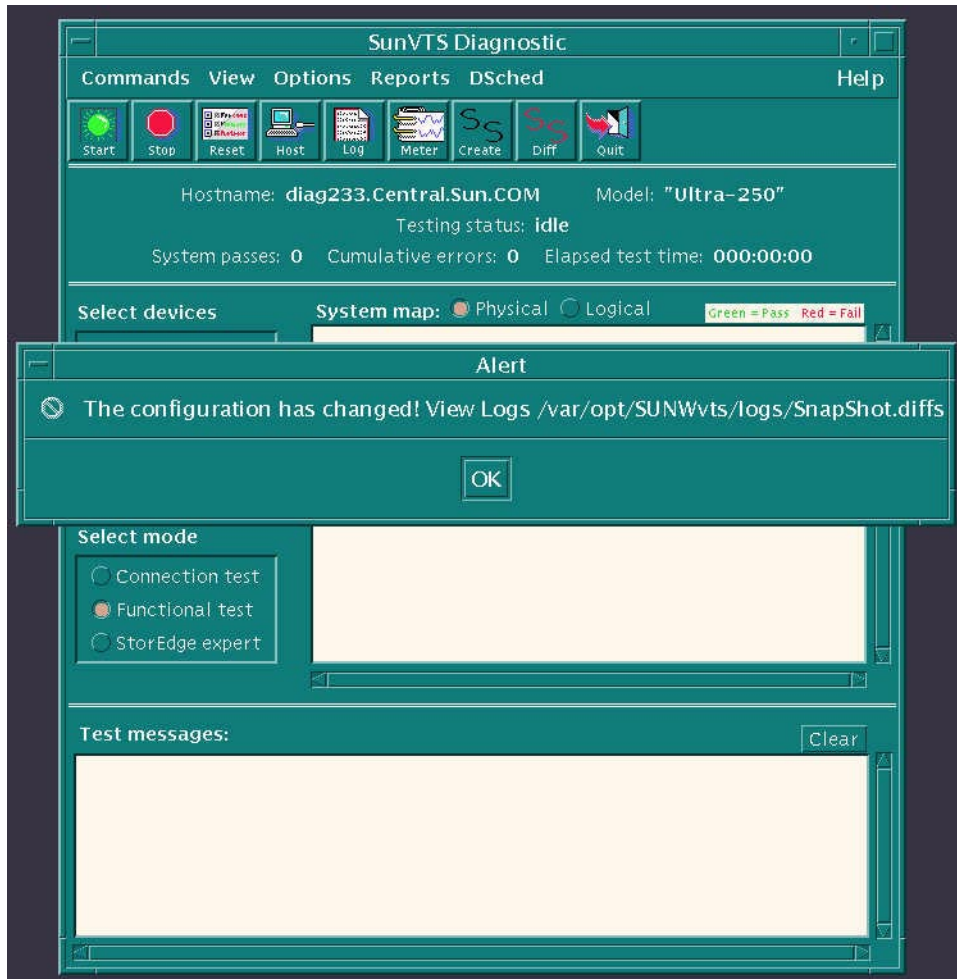 SunVTS Diagnostic
Commands View Options Reports DSched Help
Start Stop Reset Host Log Meter Create Diff Quit
Hostname: diag233.Central.Sun.COM Model: "Ultra-250"
Testing status: idle
System passes: 0 Cumulative errors: 0 Elapsed test time: 000:00:00
Select devices System map: Physical Logical Green = Pass Red = Fail
Alert
The configuration has changed! View Logs /var/opt/SUNWvts/logs/SnapShot.diffs
OK
Select mode
Connection test
Functional test
StorEdge expert
Test messages: Clear